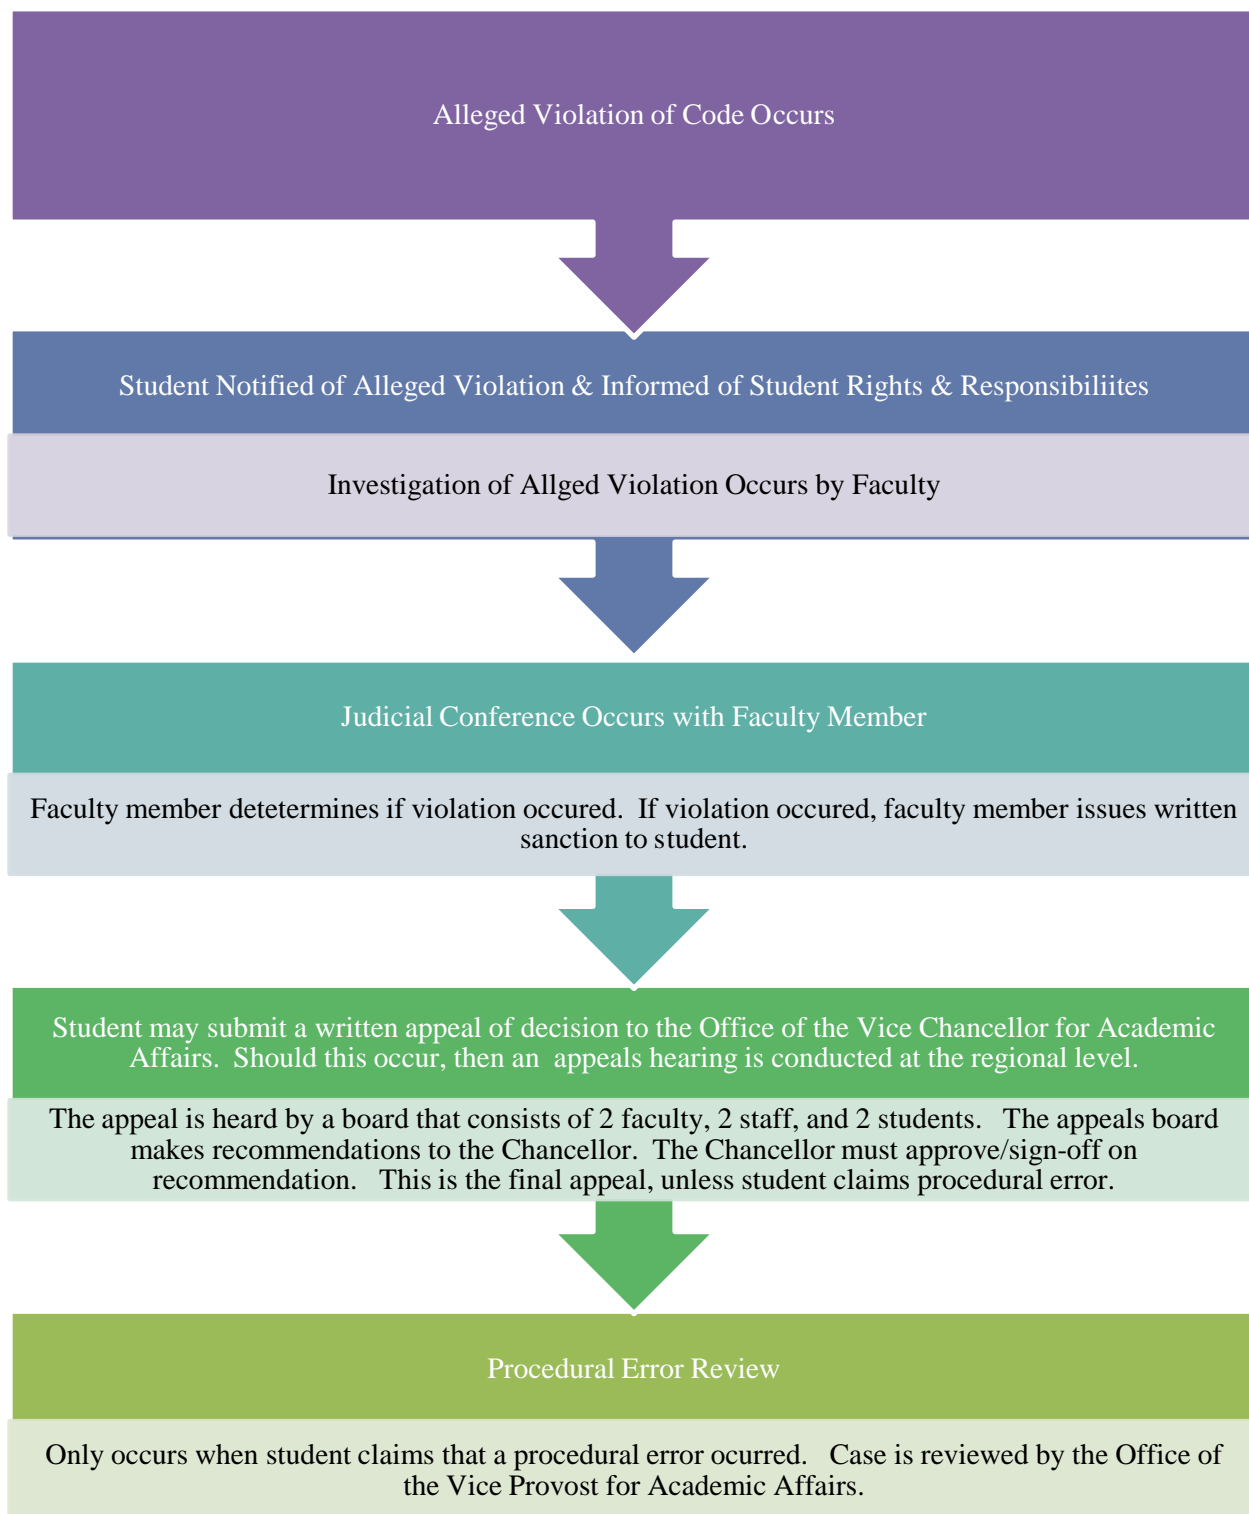 Alleged Violation of Code Occurs
Student Notified of Alleged Violation & Informed of Student Rights & Responsibiliites
Investigation of Allged Violation Occurs by Faculty
Judicial Conference Occurs with Faculty Member
Faculty member detetermines if violation occured. If violation occured, faculty member issues written
sanction to student.
Student may submit a written appeal of decision to the Office of the Vice Chancellor for Academic
Affairs. Should this occur, then an appeals hearing is conducted at the regional level.
The appeal is heard by a board that consists of 2 faculty, 2 staff, and 2 students. The appeals board
makes recommendations to the Chancellor. The Chancellor must approve/sign-off on
recommendation. This is the final appeal, unless student claims procedural error.
Procedural Error Review
Only occurs when student claims that a procedural error ocurred. Case is reviewed by the Office of
the Vice Provost for Academic Affairs.